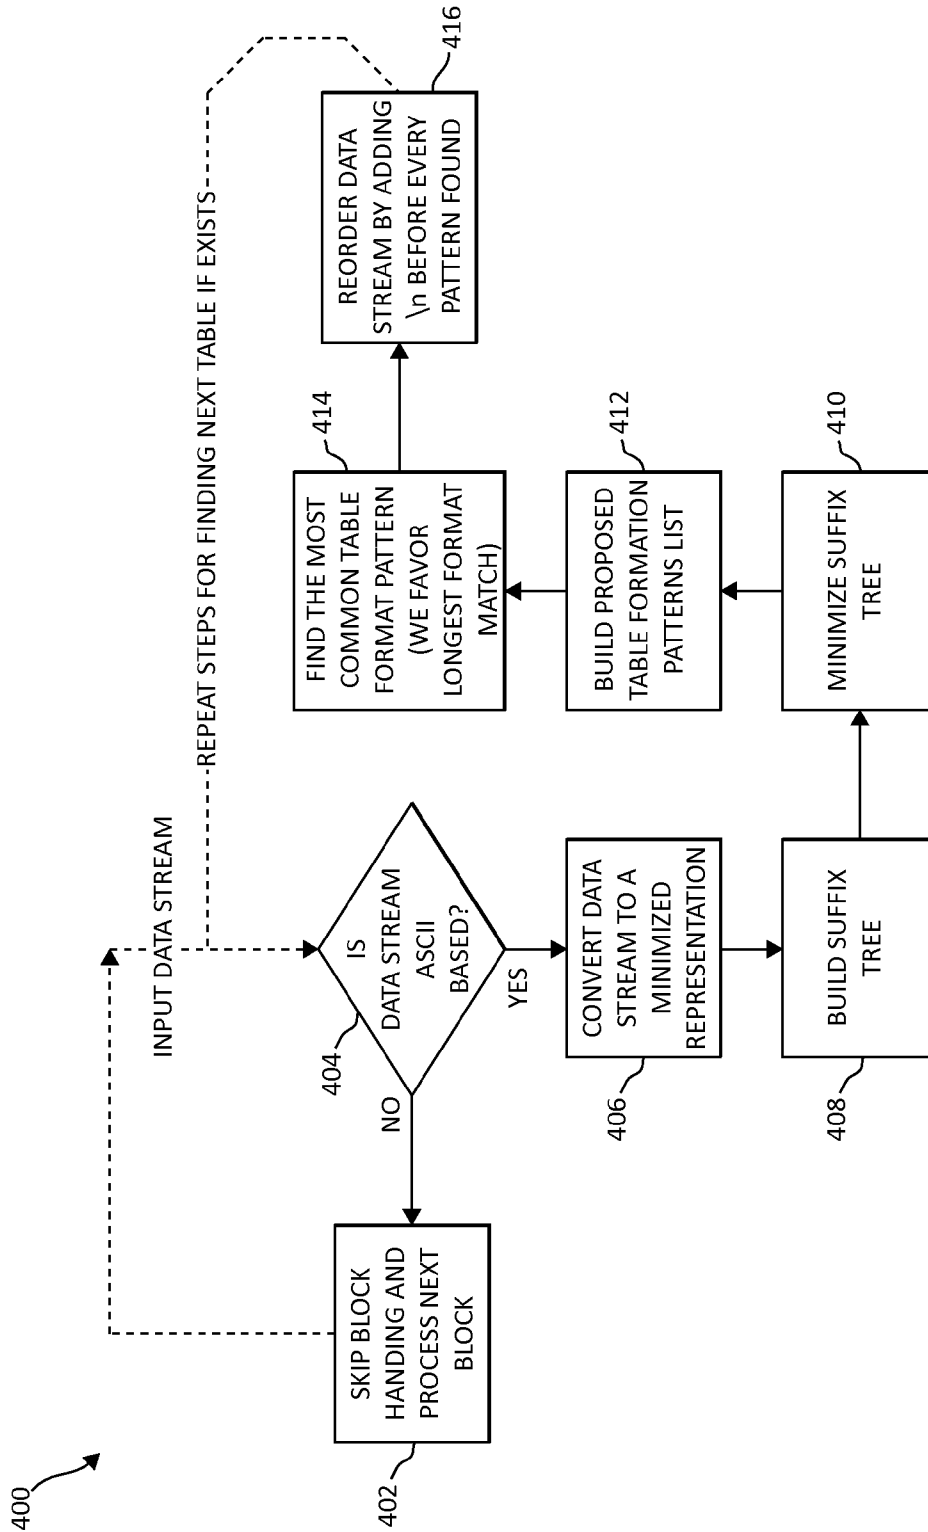 400
INPUT DATA STREAM
REPEAT STEPS FOR FINDING NEXT TABLE IF EXISTS
402
SKIP BLOCK
HANDING AND
PROCESS NEXT
BLOCK
NO
404
IS
DATA STREAM
ASCII
BASED?
YES
406
CONVERT DATA
STREAM TO A
MINIMIZED
REPRESENTATION
408
BUILD SUFFIX
TREE
410
MINIMIZE SUFFIX
TREE
412
BUILD PROPOSED
TABLE FORMATION
PATTERNS LIST
414
FIND THE MOST
COMMON TABLE
FORMAT PATTERN
(WE FAVOR
LONGEST FORMAT
MATCH)
416
REORDER DATA
STREAM BY ADDING
\n BEFORE EVERY
PATTERN FOUND